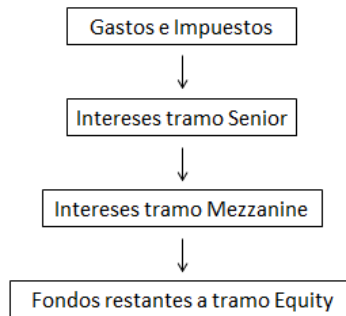 Gastos e Impuestos
Intereses tramo Senior
Intereses tramo Mezzanine
Fondos restantes a tramo Equity